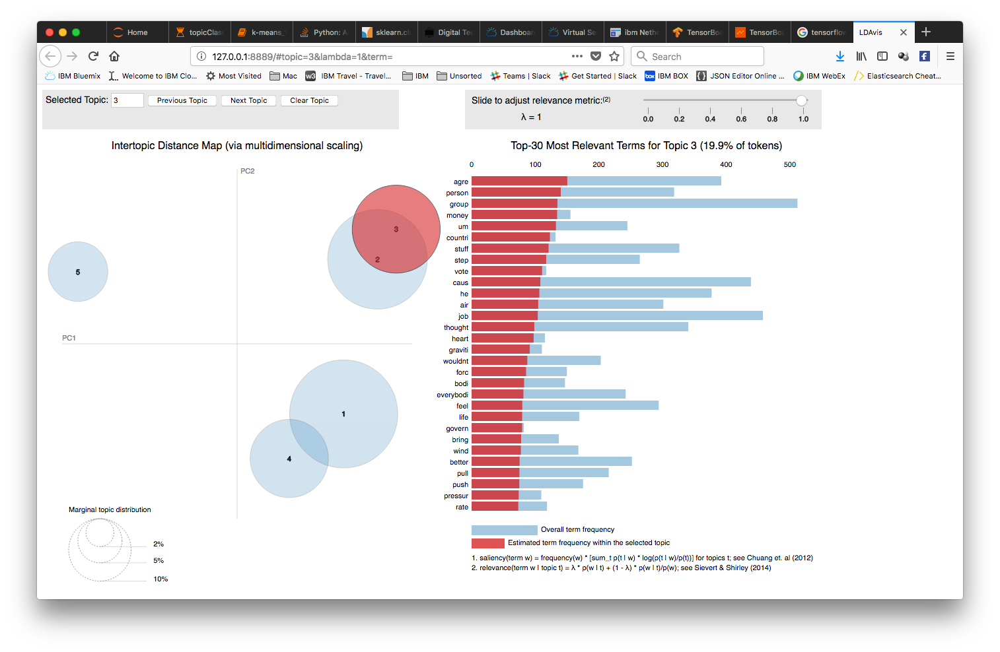 Home
topicClas
k-means_
Python: A
sklearn.cl
Digital Te
Dashboar
Virtual Se
ibm Nethe
TensorBoa
TensorBo
tensorflow
LDAvis
127.0.0.1:8889/#topic=3&lambda=1&term=
Search
IBM Bluemix
Welcome to IBM Clo...
Most Visited
Mac
w3
IBM Travel - Travel...
IBM
Unsorted
Teams | Slack
Get Started | Slack
box
IBM BOX
JSON Editor Online ...
IBM WebEx
Elasticsearch Cheat...
Selected Topic: 3
Previous Topic
Next Topic
Clear Topic
Slide to adjust relevance metric:(2)
λ = 1
0.0 0.2 0.4 0.6 0.8 1.0
Intertopic Distance Map (via multidimensional scaling)
PC2
PC1
3
2
5
1
4
Marginal topic distribution
2%
5%
10%
Top-30 Most Relevant Terms for Topic 3 (19.9% of tokens)
0 100 200 300 400 500
agre
person
group
money
um
countri
stuff
step
vote
caus
he
air
job
thought
heart
graviti
wouldnt
forc
bodi
everybodi
feel
life
govern
bring
wind
better
pull
push
pressur
rate
Overall term frequency
Estimated term frequency within the selected topic
1. saliency(term w) = frequency(w) * [sum_t p(t | w) * log(p(t | w)/p(t))] for topics t; see Chuang et. al (2012)
2. relevance(term w | topic t) = λ * p(w | t) + (1 - λ) * p(w | t)/p(w); see Sievert & Shirley (2014)